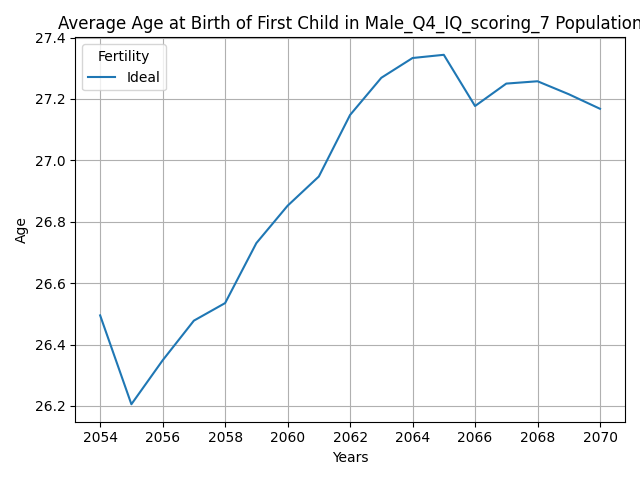 Average Age at Birth of First Child in Male_Q4_IQ_scoring_7 Population
27.4
27.2
27.0
26.8
26.6
26.4
26.2
Age
Fertility
Ideal
2054 2056 2058 2060 2062 2064 2066 2068 2070
Years